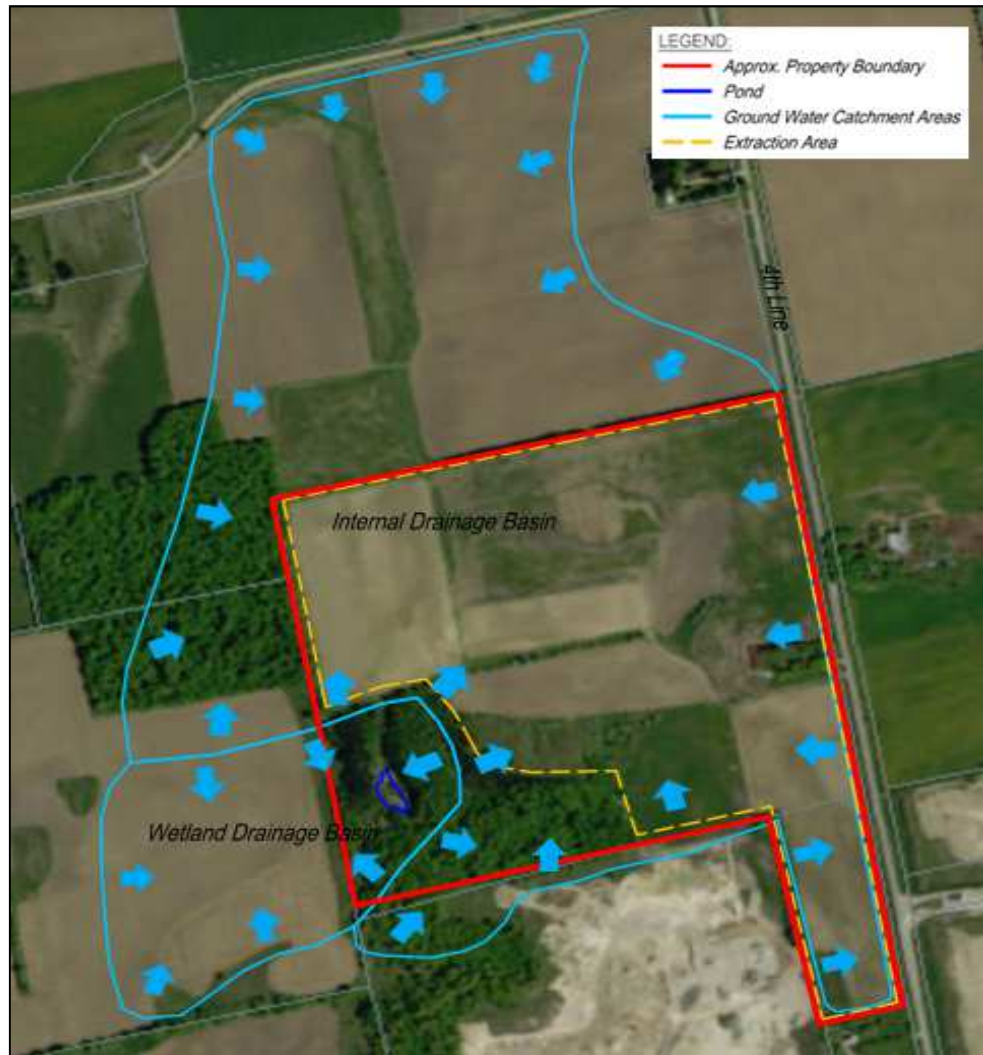 LEGEND:
Approx. Property Boundary
Pond
Ground Water Catchment Areas
Extraction Area
4th Line
Internal Drainage Basin
Wetland Drainage Basin